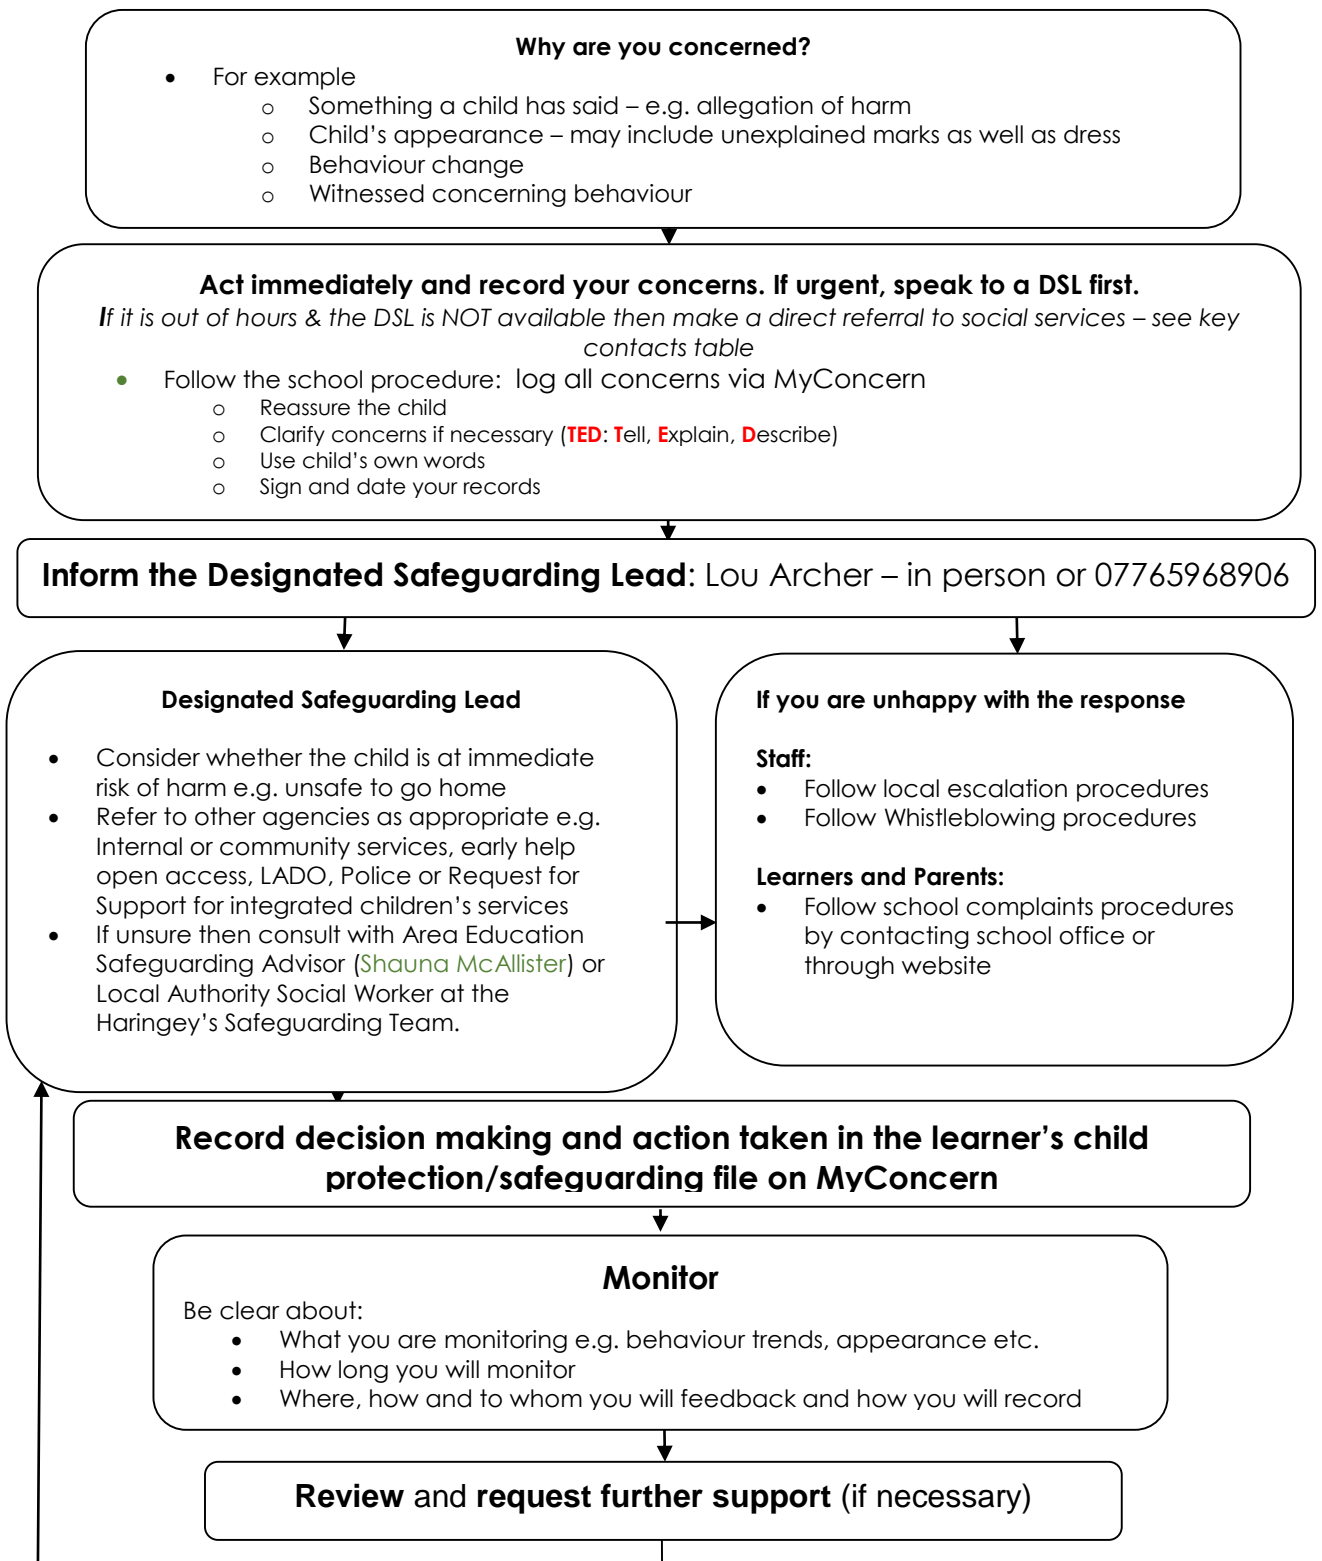 Why are you concerned?
• For example
o Something a child has said – e.g. allegation of harm
o Child's appearance – may include unexplained marks as well as dress
o Behaviour change
o Witnessed concerning behaviour
Act immediately and record your concerns. If urgent, speak to a DSL first.
If it is out of hours & the DSL is NOT available then make a direct referral to social services – see key
contacts table
• Follow the school procedure: log all concerns via MyConcern
o Reassure the child
o Clarify concerns if necessary (TED: Tell, Explain, Describe)
o Use child's own words
o Sign and date your records
Inform the Designated Safeguarding Lead: Lou Archer – in person or 07765968906
Designated Safeguarding Lead
• Consider whether the child is at immediate
risk of harm e.g. unsafe to go home
• Refer to other agencies as appropriate e.g.
Internal or community services, early help
open access, LADO, Police or Request for
Support for integrated children's services
• If unsure then consult with Area Education
Safeguarding Advisor (Shauna McAllister) or
Local Authority Social Worker at the
Haringey's Safeguarding Team.
If you are unhappy with the response
Staff:
• Follow local escalation procedures
• Follow Whistleblowing procedures
Learners and Parents:
• Follow school complaints procedures
by contacting school office or
through website
Record decision making and action taken in the learner's child
protection/safeguarding file on MyConcern
Monitor
Be clear about:
• What you are monitoring e.g. behaviour trends, appearance etc.
• How long you will monitor
• Where, how and to whom you will feedback and how you will record
Review and request further support (if necessary)